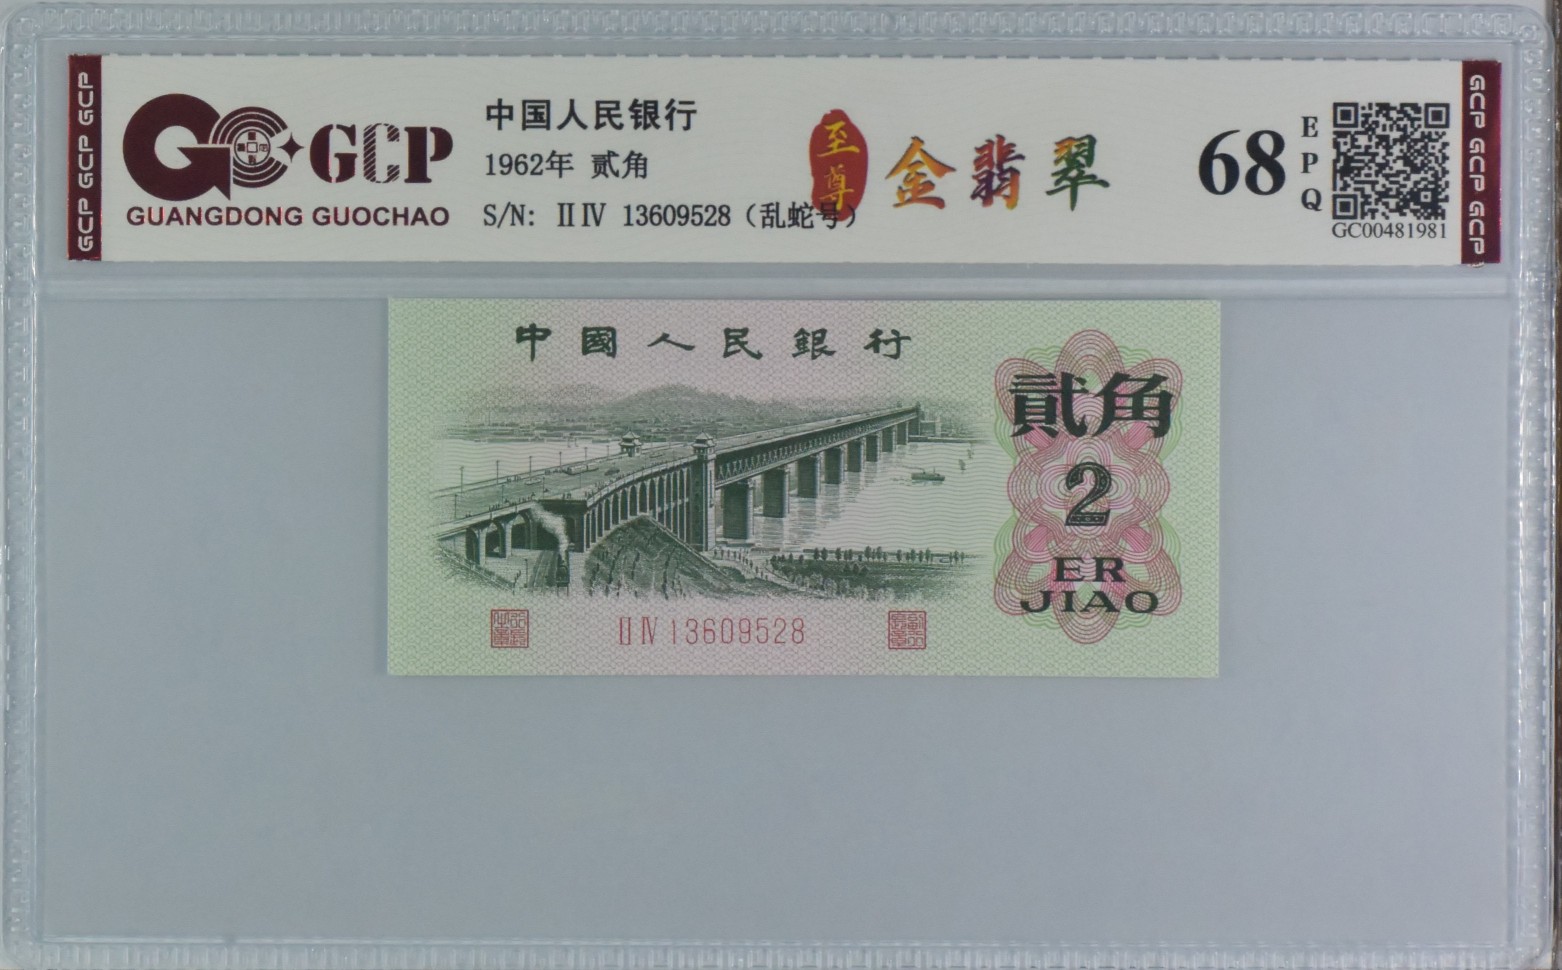 GCP GCP GCP
GCP
GUANGDONG GUOCHAO
中国人民银行
1962年 贰角
S/N: ⅡⅣ 13609528（乱蛇号）
至尊
金翡翠
68
EPQ
GC00481981
GCP GCP GCP
中國人民銀行
貳角
2
ER
JIAO
ⅡⅣ 13609528